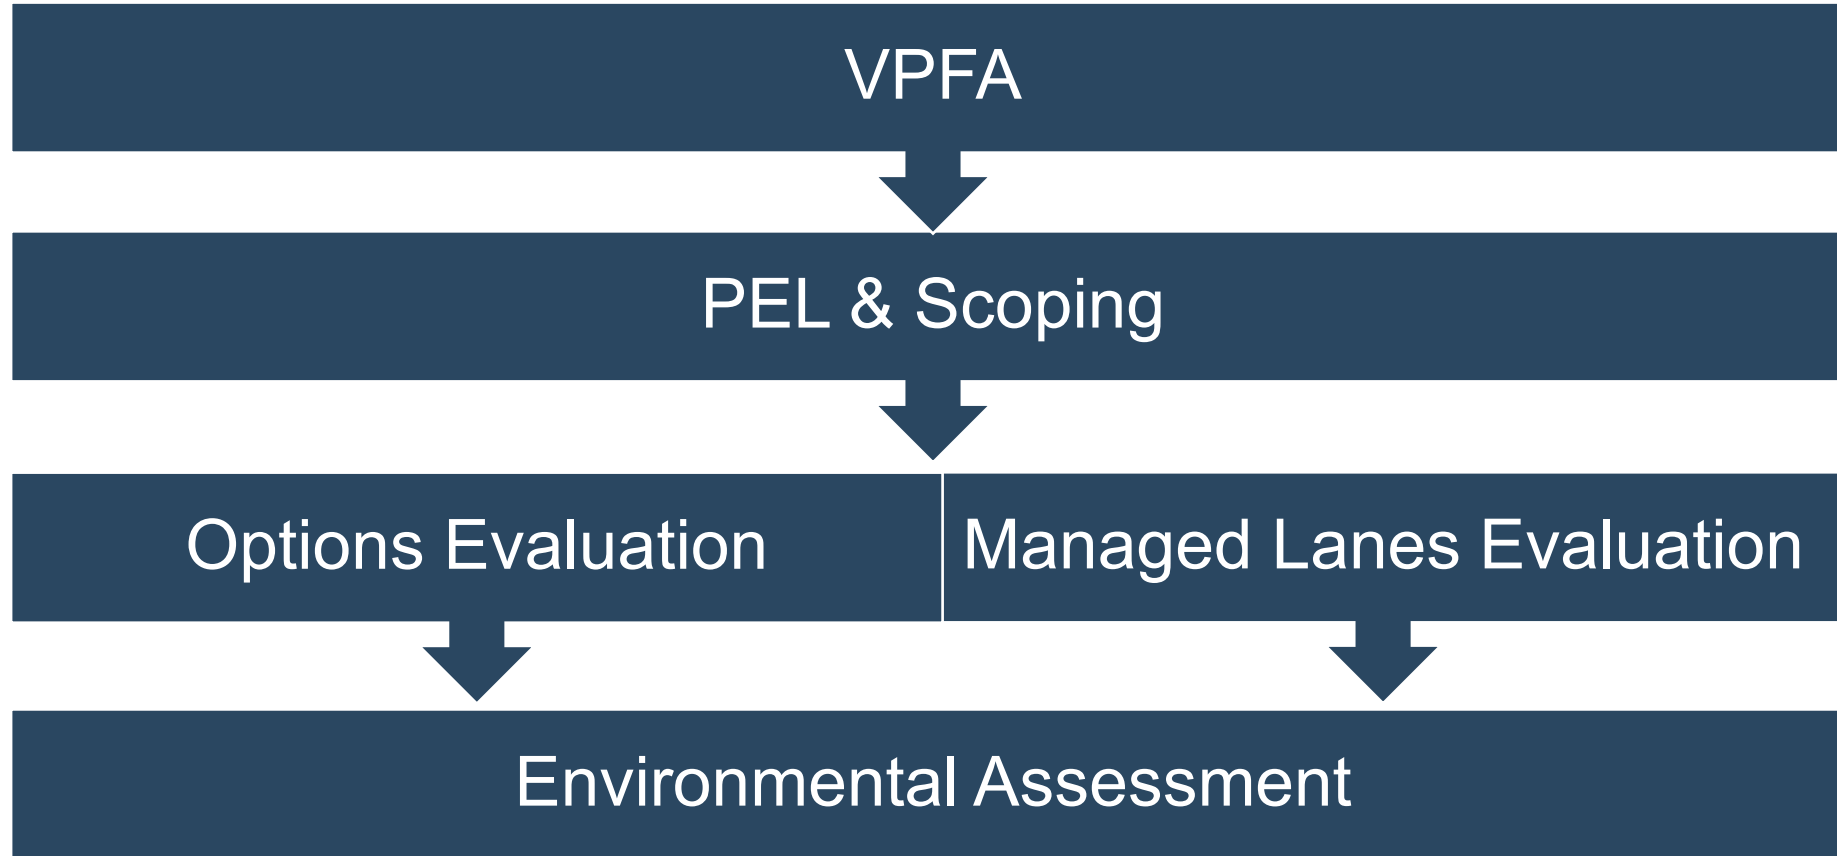 VPFA
PEL & Scoping
Options Evaluation
Managed Lanes Evaluation
Environmental Assessment